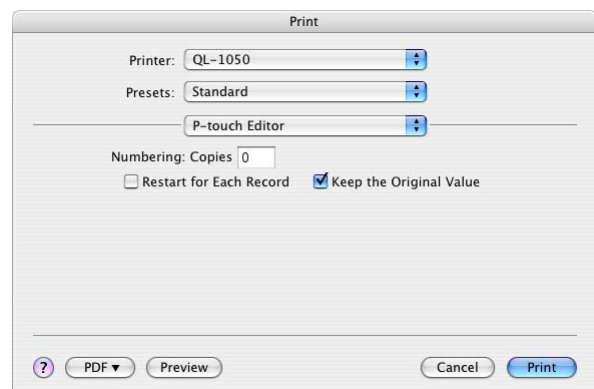 Print
Printer: QL-1050
Presets: Standard
P-touch Editor
Numbering: Copies 0
Restart for Each Record Keep the Original Value
? PDF▼ Preview Cancel Print